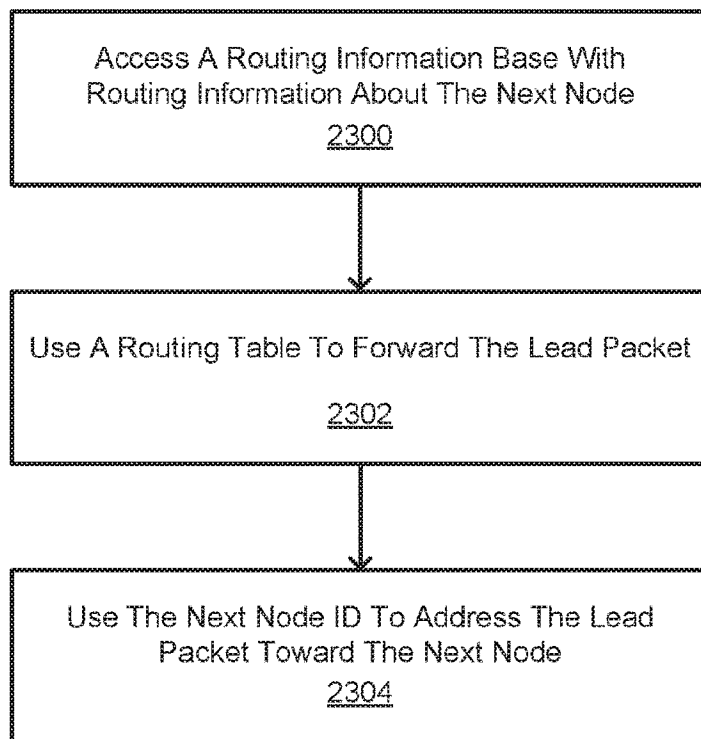 Access A Routing Information Base With
Routing Information About The Next Node
2300
Use A Routing Table To Forward The Lead Packet
2302
Use The Next Node ID To Address The Lead
Packet Toward The Next Node
2304